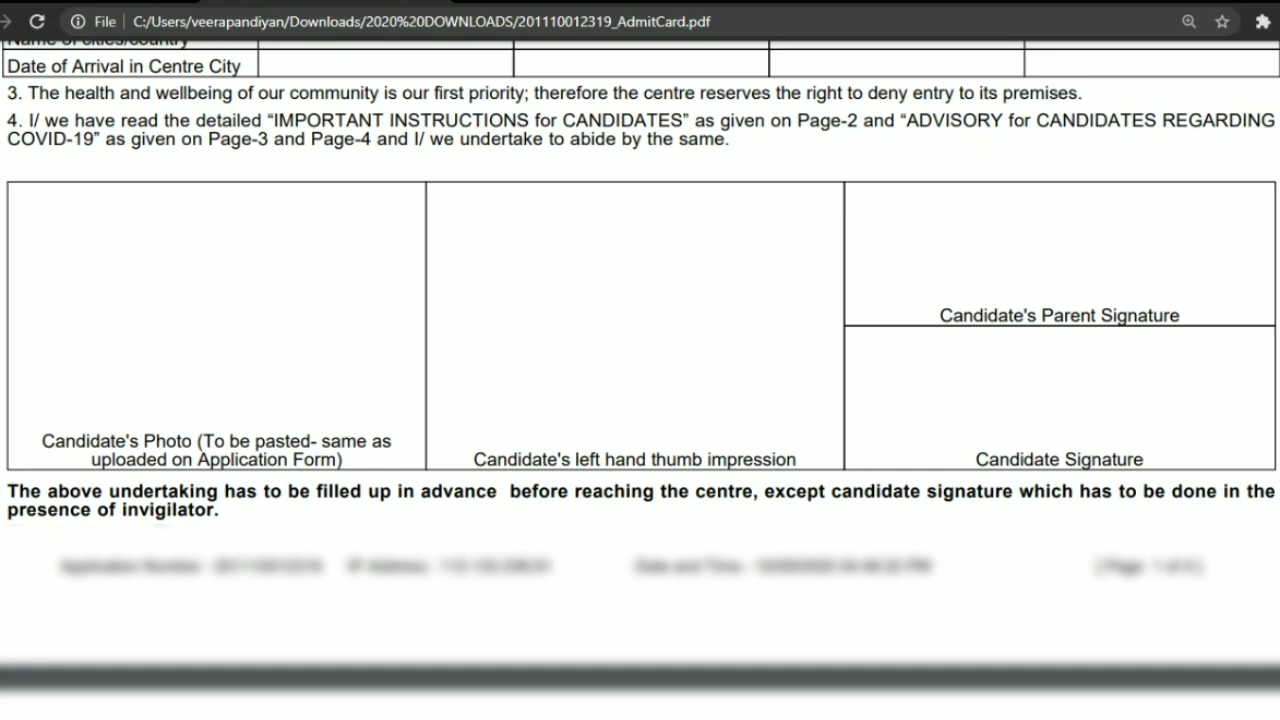 File C:/Users/veerapandiyan/Downloads/2020%20DOWNLOADS/201110012319_AdmitCard.pdf
Name of cities/country
Date of Arrival in Centre City
3. The health and wellbeing of our community is our first priority; therefore the centre reserves the right to deny entry to its premises.
4. I/ we have read the detailed “IMPORTANT INSTRUCTIONS for CANDIDATES” as given on Page-2 and “ADVISORY for CANDIDATES REGARDING
COVID-19” as given on Page-3 and Page-4 and I/ we undertake to abide by the same.
Candidate's Parent Signature
Candidate's Photo (To be pasted- same as
uploaded on Application Form)
Candidate's left hand thumb impression
Candidate Signature
The above undertaking has to be filled up in advance before reaching the centre, except candidate signature which has to be done in the
presence of invigilator.